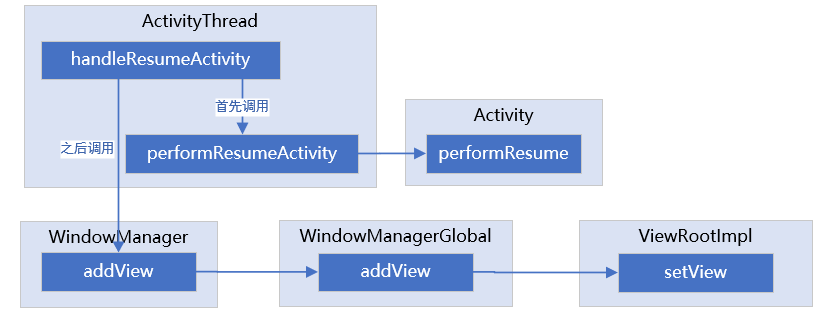 ActivityThread
handleResumeActivity
首先调用
Activity
之后调用
performResumeActivity
performResume
WindowManager
WindowManagerGlobal
ViewRootImpl
addView
addView
setView